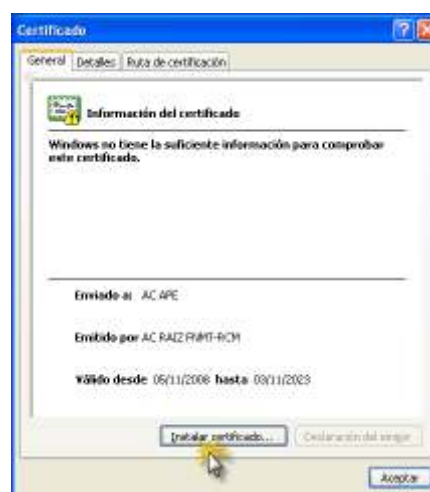 Certificado
General Detalles Ruta de certificación
Información del certificado
Windows no tiene la suficiente información para comprobar
este certificado.
Enviado a: AC APE
Emitido por AC RAIZ FNMT-RCM
Válido desde 05/11/2008 hasta 03/11/2023
Instalar certificado... Declaración del emisor
Aceptar